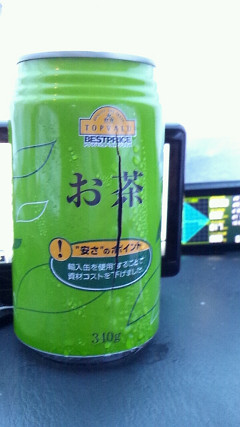 TOPVALU
BESTPRICE
お茶
! "安さ"のポイント!
輸入缶を使用することで
資材コストを下げました
310g